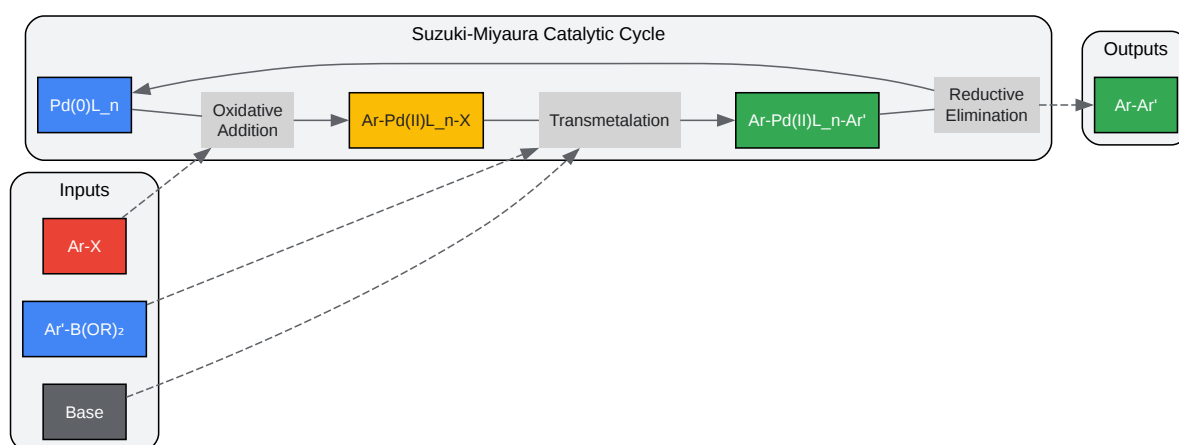 Suzuki-Miyaura Catalytic Cycle
Outputs
Pd(0)L_n
Oxidative
Addition
Ar-Pd(II)L_n-X
Transmetalation
Ar-Pd(II)L_n-Ar'
Reductive
Elimination
Ar-Ar'
Inputs
Ar-X
Ar'-B(OR)₂
Base